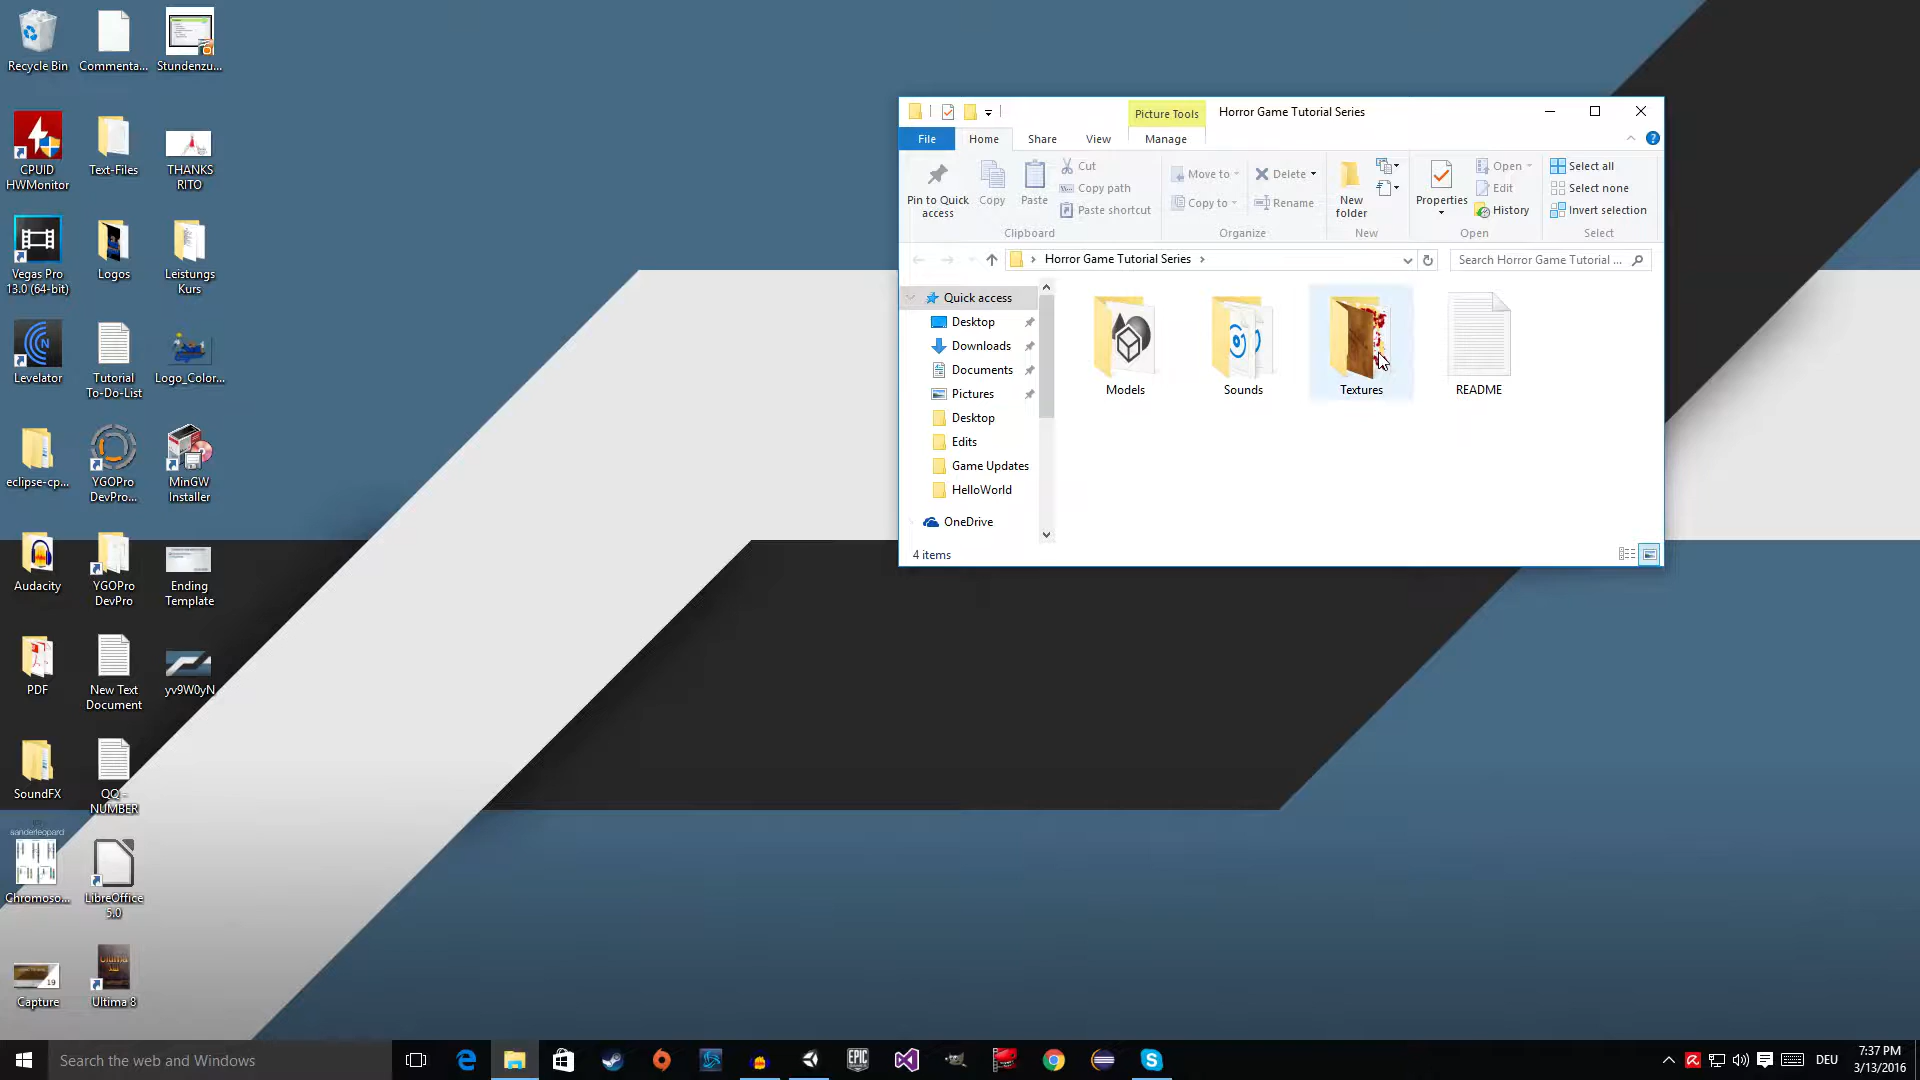 Recycle Bin
Commenta...
Stundenzu...
CPUID
HWMonitor
Text-Files
THANKS
RITO
Vegas Pro
13.0 (64-bit)
Logos
Leistungs
Kurs
Levelator
Tutorial
To-Do-List
Logo_Color...
eclipse-cp...
YGOPro
DevPro...
MinGW
Installer
Audacity
YGOPro
DevPro
Ending
Template
PDF
New Text
Document
yv9W0yN
SoundFX
QQ -
NUMBER
sanderleopard
Chromoso...
LibreOffice
5.0
19
Capture
Ultima 8
Picture Tools
Horror Game Tutorial Series
File
Home
Share
View
Manage
Pin to Quick
access
Copy
Paste
Cut
Copy path
Paste shortcut
Clipboard
Move to
Copy to
Delete
Rename
Organize
New
folder
New
Properties
Open
Edit
History
Open
Select all
Select none
Invert selection
Select
Horror Game Tutorial Series
Search Horror Game Tutorial ...
Quick access
Desktop
Downloads
Documents
Pictures
Desktop
Edits
Game Updates
HelloWorld
OneDrive
Models
Sounds
Textures
README
4 items
Search the web and Windows
EPIC
GAMES
DEU
7:37 PM
3/13/2016